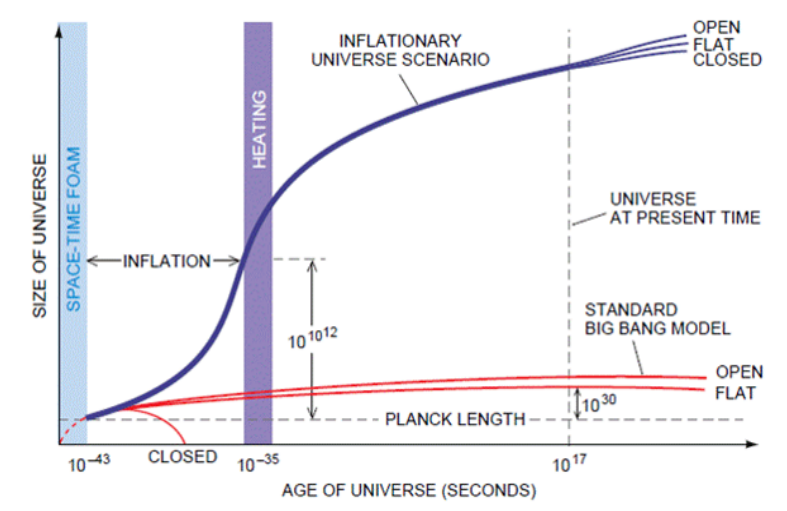 OPEN
FLAT
CLOSED
INFLATIONARY
UNIVERSE SCENARIO
HEATING
SPACE-TIME FOAM
SIZE OF UNIVERSE
UNIVERSE
AT PRESENT TIME
INFLATION
10^10^12
STANDARD
BIG BANG MODEL
OPEN
FLAT
10^30
PLANCK LENGTH
CLOSED
10^–43
10^–35
10^17
AGE OF UNIVERSE (SECONDS)